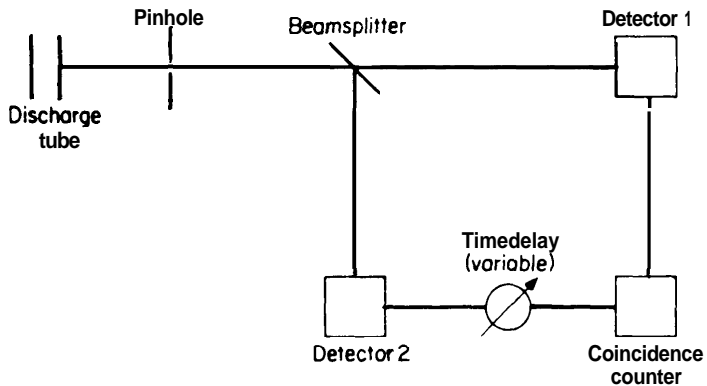 Pinhole
Beamsplitter
Detector 1
Discharge
tube
Timedelay
(variable)
Detector 2
Coincidence
counter